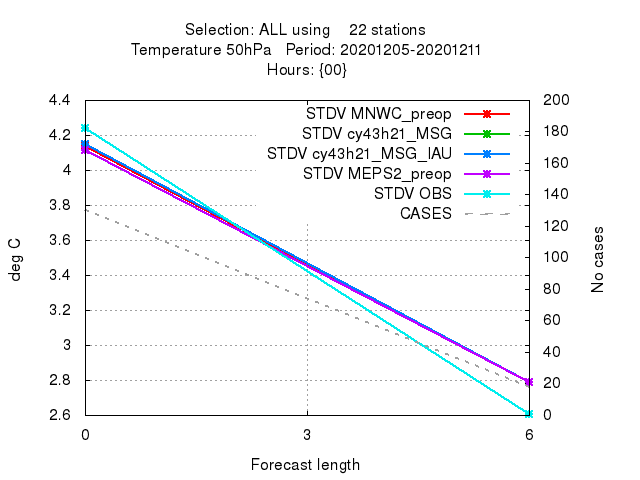 Selection: ALL using    22 stations
Temperature 50hPa   Period: 20201205-20201211
Hours: {00}
4.4
4.2
4
3.8
3.6
3.4
3.2
3
2.8
2.6
deg C
STDV MNWC_preop
STDV cy43h21_MSG
STDV cy43h21_MSG_IAU
STDV MEPS2_preop
STDV OBS
CASES
200
180
160
140
120
100
80
60
40
20
0
No cases
0
3
6
Forecast length